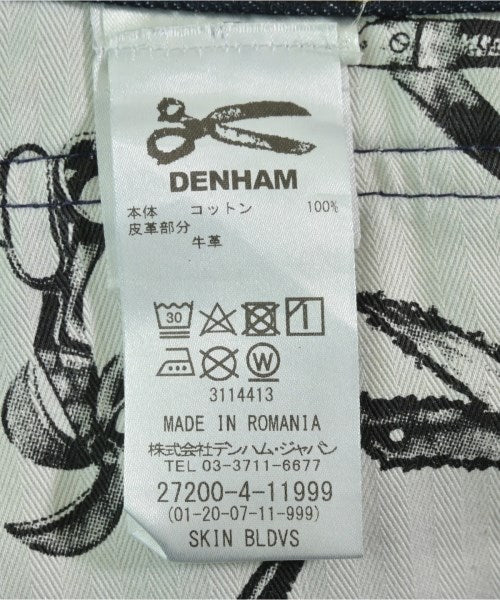 DENHAM
本体 コットン 100%
皮革部分
牛革
30
W
3114413
MADE IN ROMANIA
株式会社デンハム・ジャパン
TEL 03-3711-6677
27200-4-11999
(01-20-07-11-999)
SKIN BLDVS